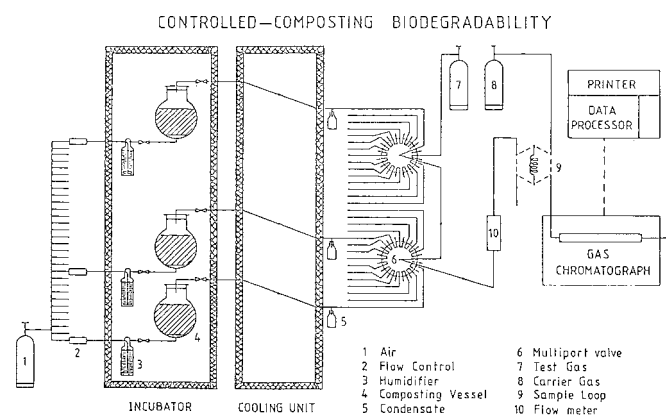 CONTROLLED-COMPOSTING BIODEGRADABILITY
7
8
PRINTER
DATA
PROCESSOR
9
10
6
GAS
CHROMATOGRAPH
4
5
1
2
3
INCUBATOR
COOLING UNIT
1 Air
2 Flow Control
3 Humidifier
4 Composting Vessel
5 Condensate
6 Multiport valve
7 Test Gas
8 Carrier Gas
9 Sample Loop
10 Flow meter